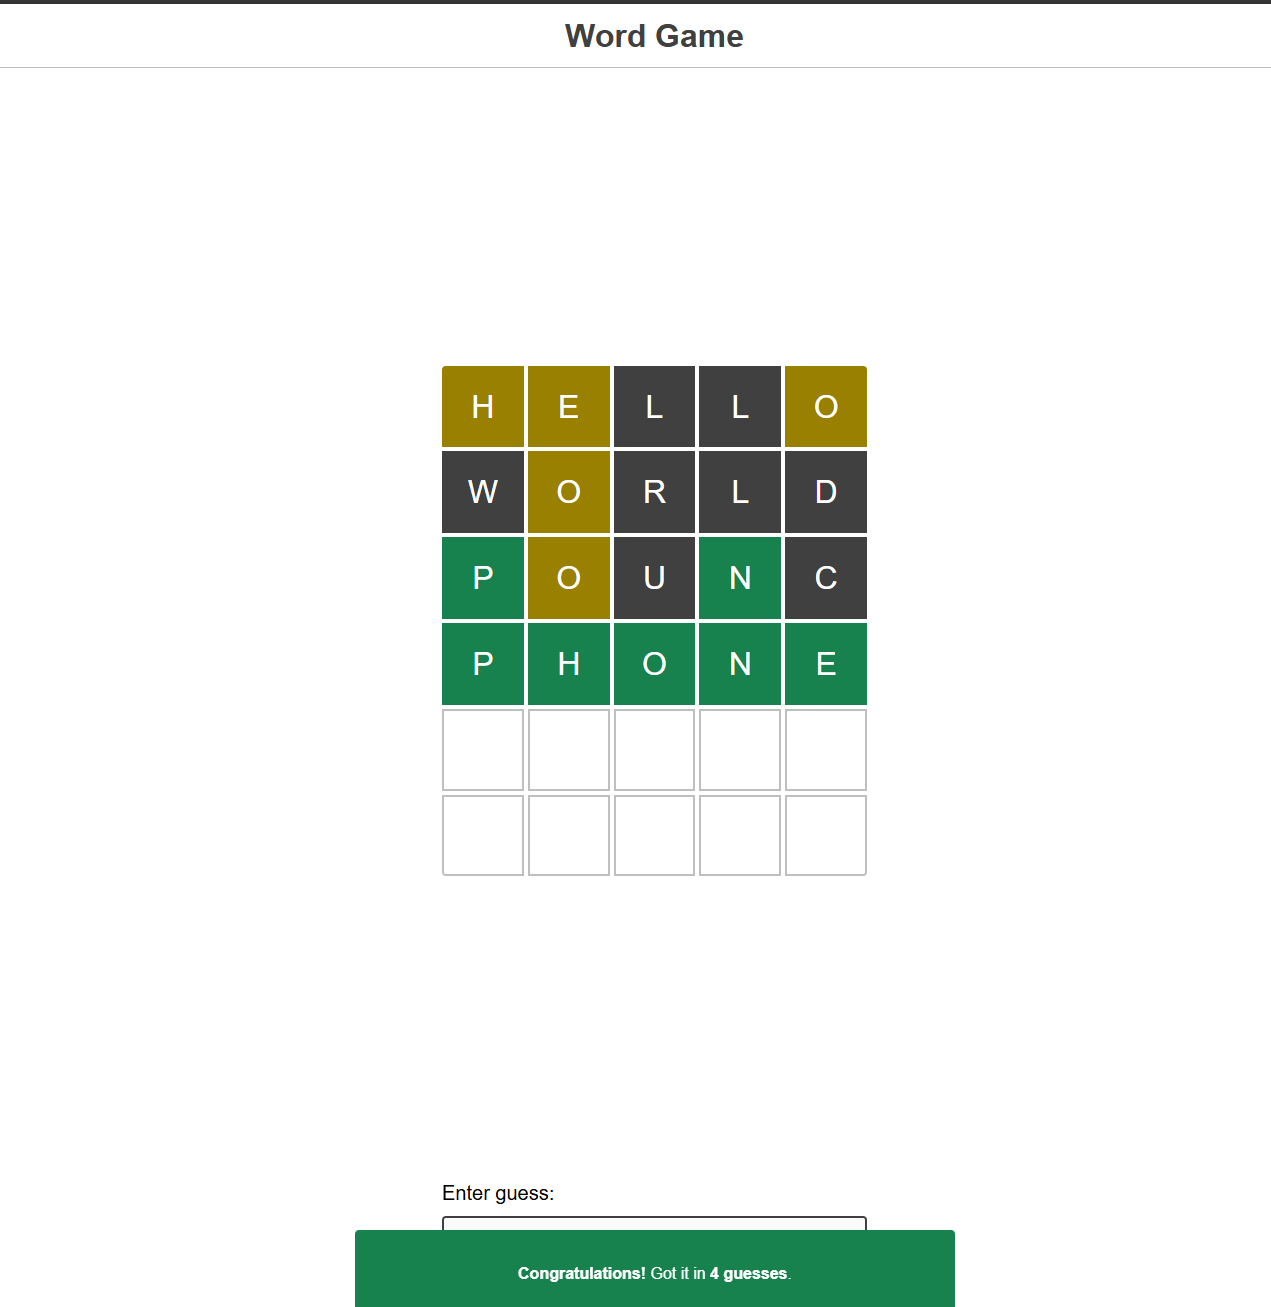 Word Game
H E L L O
W O R L D
P O U N C
P H O N E
Enter guess:
Congratulations! Got it in 4 guesses.